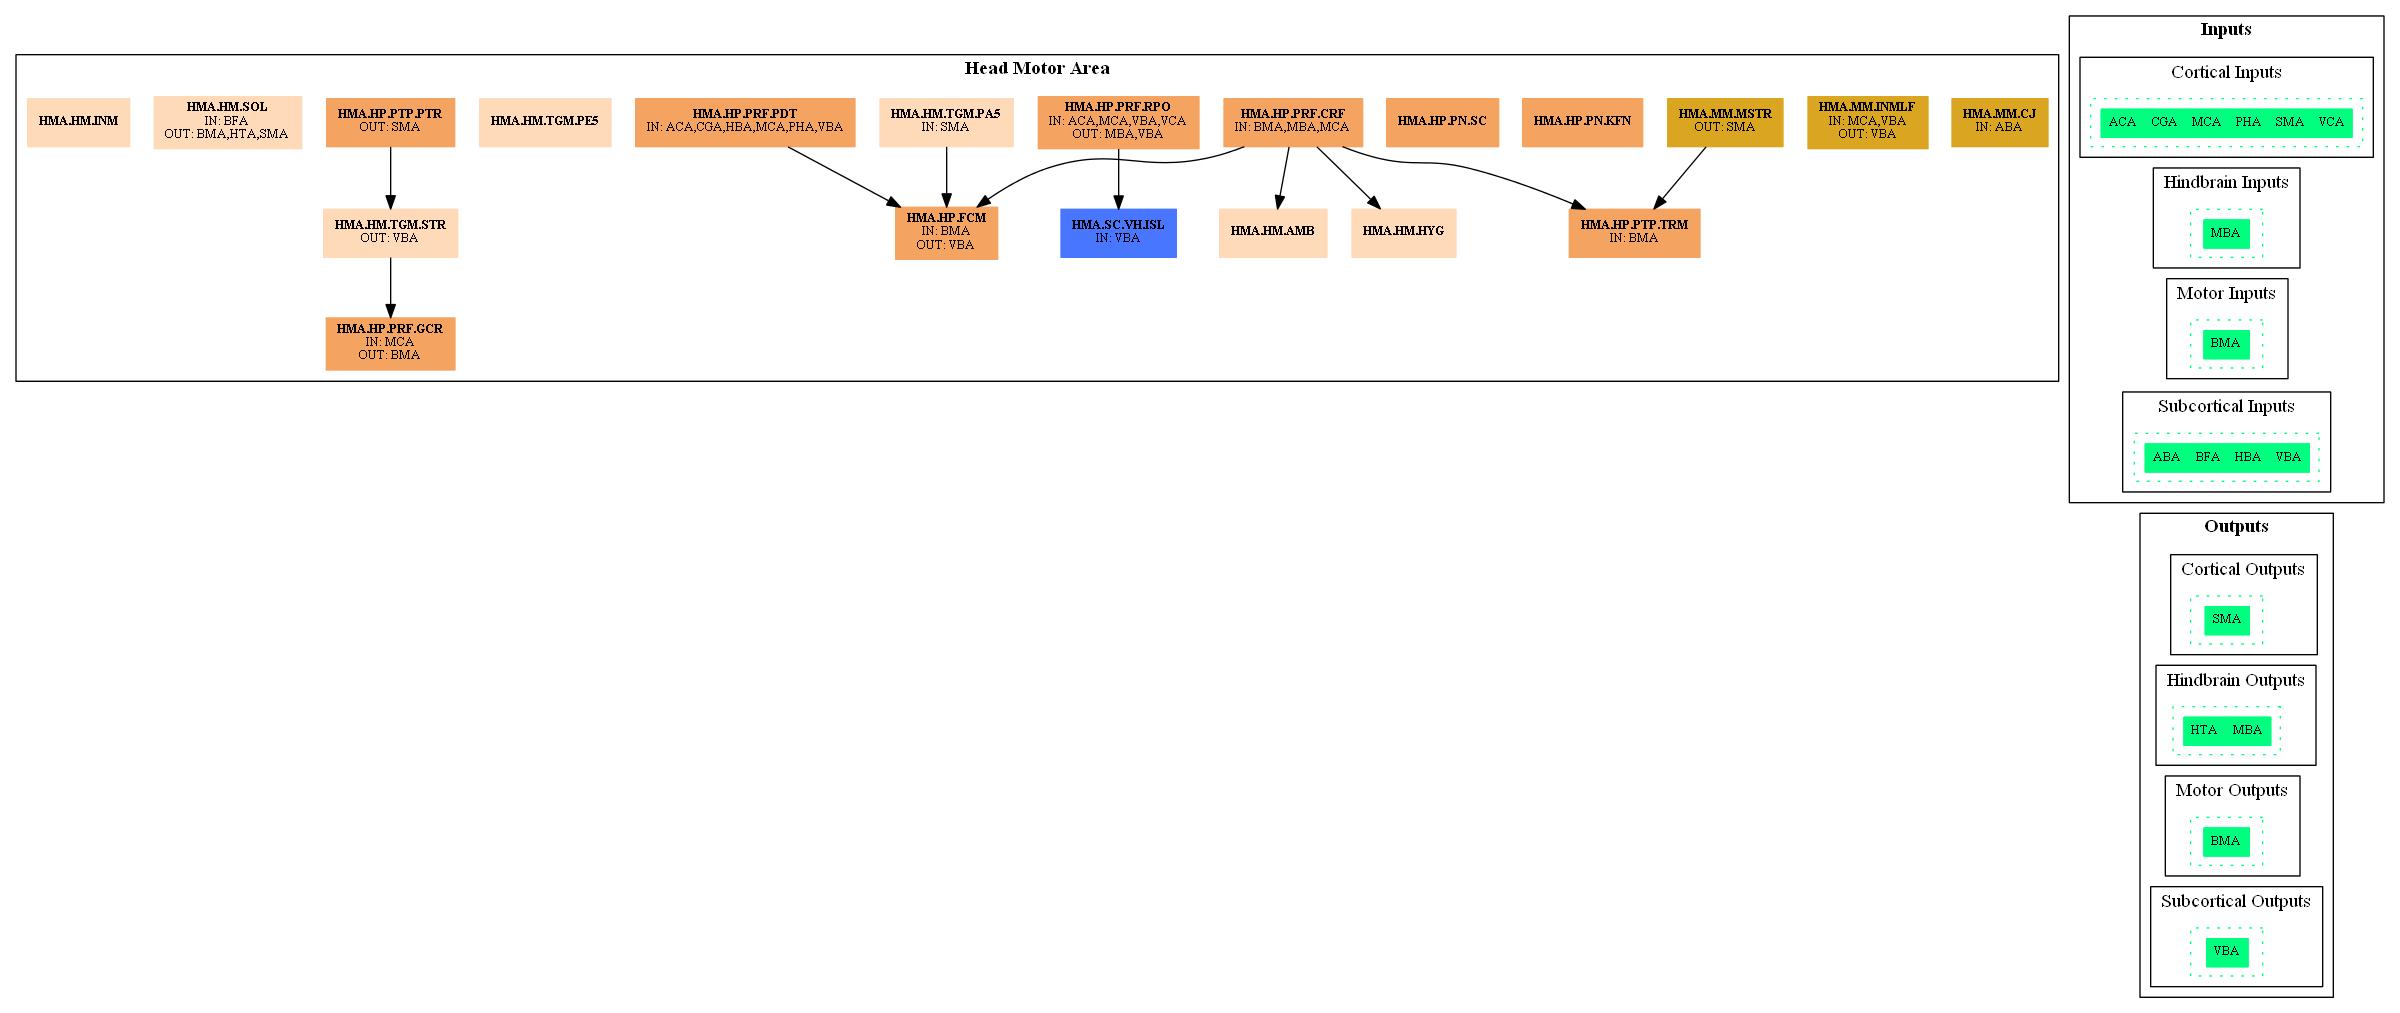 Head Motor Area
HMA.HM.INM
HMA.HM.SOL
IN: BFA
OUT: BMA,HTA,SMA
HMA.HP.PTP.PTR
OUT: SMA
HMA.HM.TGM.PE5
HMA.HP.PRF.PDT
IN: ACA,CGA,HBA,MCA,PHA,VBA
HMA.HM.TGM.PA5
IN: SMA
HMA.HP.PRF.RPO
IN: ACA,MCA,VBA,VCA
OUT: MBA,VBA
HMA.HP.PRF.CRF
IN: BMA,MBA,MCA
HMA.HP.PN.SC
HMA.HP.PN.KFN
HMA.MM.MSTR
OUT: SMA
HMA.MM.INMLF
IN: MCA,VBA
OUT: VBA
HMA.MM.CJ
IN: ABA
HMA.HM.TGM.STR
OUT: VBA
HMA.HP.FCM
IN: BMA
OUT: VBA
HMA.SC.VH.ISL
IN: VBA
HMA.HM.AMB
HMA.HM.HYG
HMA.HP.PTP.TRM
IN: BMA
HMA.HP.PRF.GCR
IN: MCA
OUT: BMA
Inputs
Cortical Inputs
ACA CGA MCA PHA SMA VCA
Hindbrain Inputs
MBA
Motor Inputs
BMA
Subcortical Inputs
ABA BFA HBA VBA
Outputs
Cortical Outputs
SMA
Hindbrain Outputs
HTA MBA
Motor Outputs
BMA
Subcortical Outputs
VBA